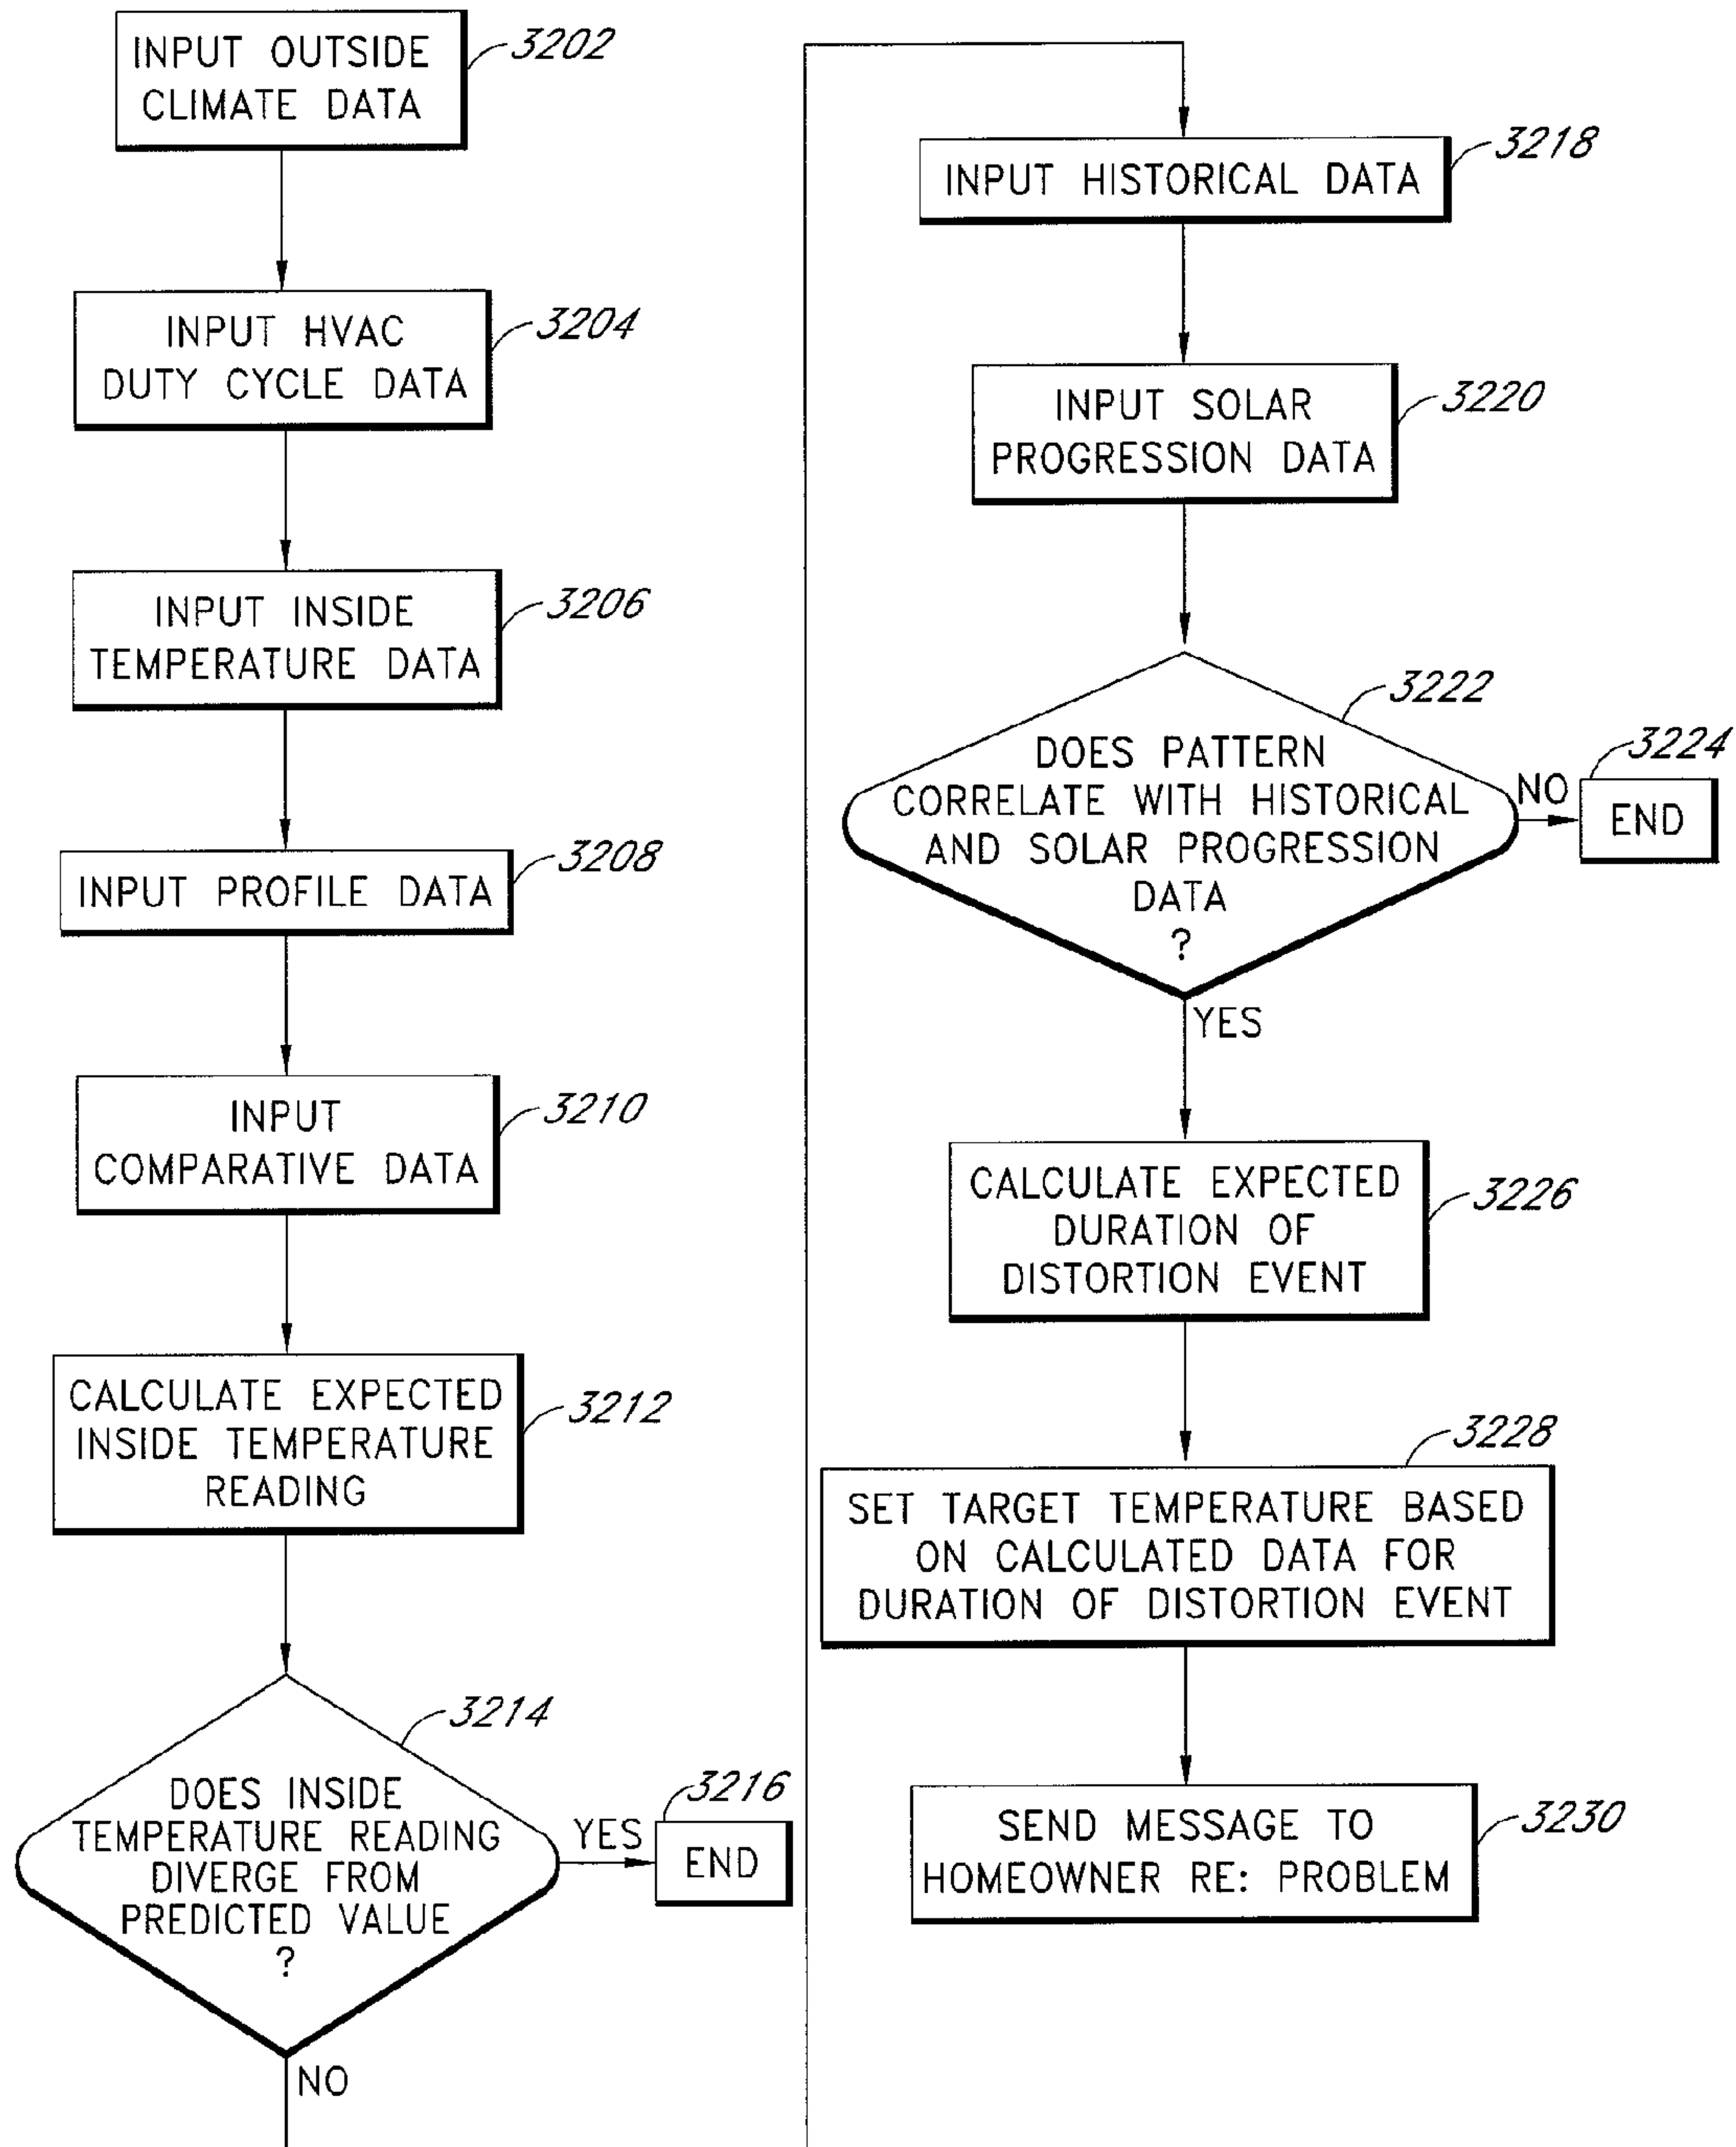 INPUT OUTSIDE
CLIMATE DATA
3202
INPUT HVAC
DUTY CYCLE DATA
3204
INPUT INSIDE
TEMPERATURE DATA
3206
INPUT PROFILE DATA
3208
INPUT
COMPARATIVE DATA
3210
CALCULATE EXPECTED
INSIDE TEMPERATURE
READING
3212
DOES INSIDE
TEMPERATURE READING
DIVERGE FROM
PREDICTED VALUE
?
3214
YES
3216
END
NO
INPUT HISTORICAL DATA
3218
INPUT SOLAR
PROGRESSION DATA
3220
DOES PATTERN
CORRELATE WITH HISTORICAL
AND SOLAR PROGRESSION
DATA
?
3222
NO
3224
END
YES
CALCULATE EXPECTED
DURATION OF
DISTORTION EVENT
3226
SET TARGET TEMPERATURE BASED
ON CALCULATED DATA FOR
DURATION OF DISTORTION EVENT
3228
SEND MESSAGE TO
HOMEOWNER RE: PROBLEM
3230